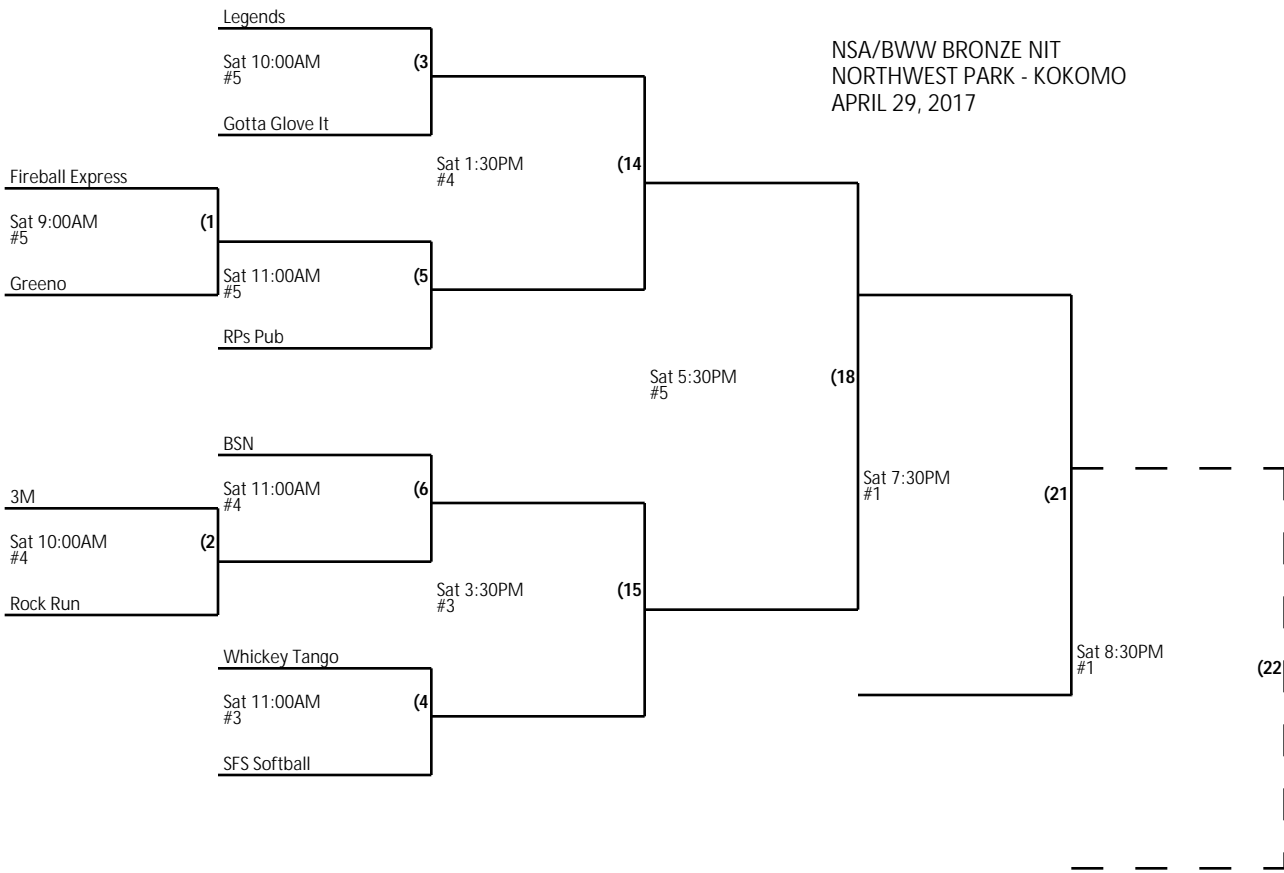 Legends
Sat 10:00AM (3
#5
Gotta Glove It
NSA/BWW BRONZE NIT
NORTHWEST PARK - KOKOMO
APRIL 29, 2017
Sat 1:30PM (14
#4
Fireball Express
Sat 9:00AM (1
#5
Greeno
Sat 11:00AM (5
#5
RPs Pub
Sat 5:30PM (18
#5
BSN
Sat 11:00AM (6
#4
3M
Sat 10:00AM (2
#4
Rock Run
Sat 7:30PM (21
#1
Sat 3:30PM (15
#3
Whickey Tango
Sat 11:00AM (4
#3
SFS Softball
Sat 8:30PM (22
#1